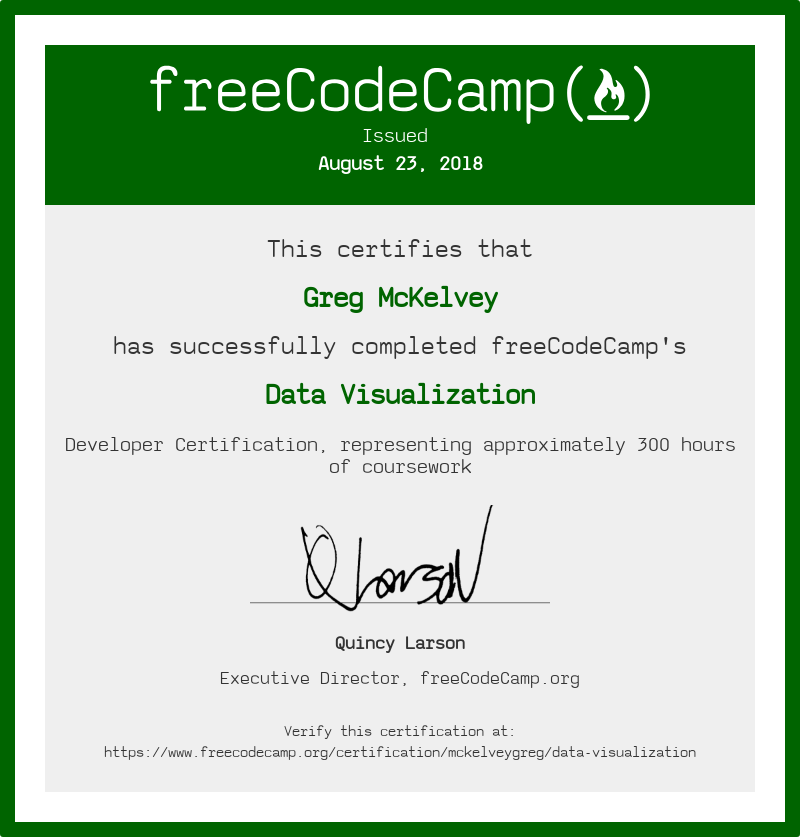 freeCodeCamp(🔥)
Issued
August 23, 2018
This certifies that
Greg McKelvey
has successfully completed freeCodeCamp's
Data Visualization
Developer Certification, representing approximately 300 hours
of coursework
Q Larson
Quincy Larson
Executive Director, freeCodeCamp.org
Verify this certification at:
https://www.freecodecamp.org/certification/mckelveygreg/data-visualization